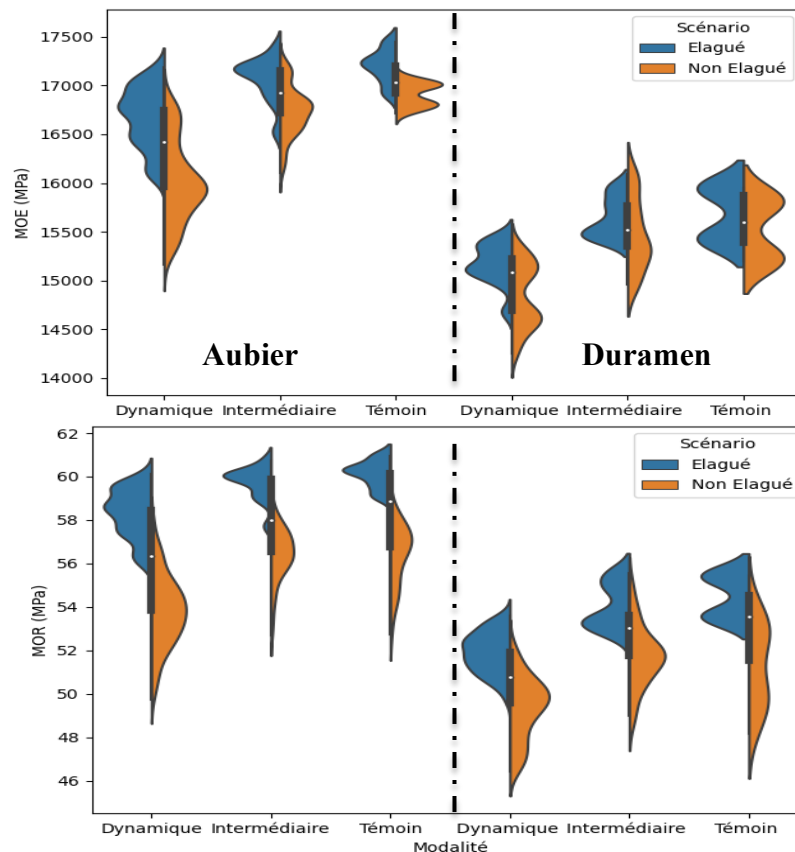 Scénario
Elagué
Non Elagué
17500
17000
16500
16000
15500
15000
14500
14000
MOE (MPa)
Aubier
Duramen
Dynamique Intermédiaire Témoin Dynamique Intermédiaire Témoin
Scénario
Elagué
Non Elagué
62
60
58
56
54
52
50
48
46
MOR (MPa)
Dynamique Intermédiaire Témoin Dynamique Intermédiaire Témoin
Modalité